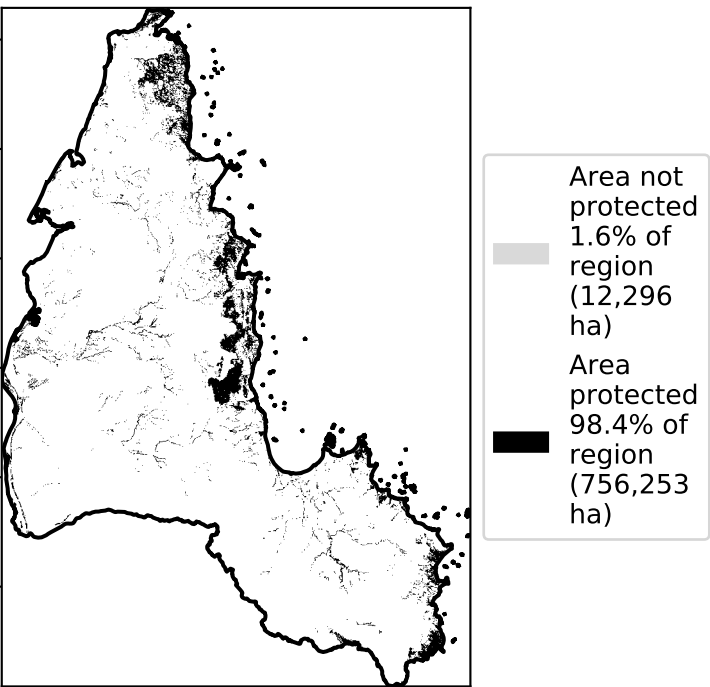 Area not
protected
1.6% of
region
(12,296
ha)
Area
protected
98.4% of
region
(756,253
ha)